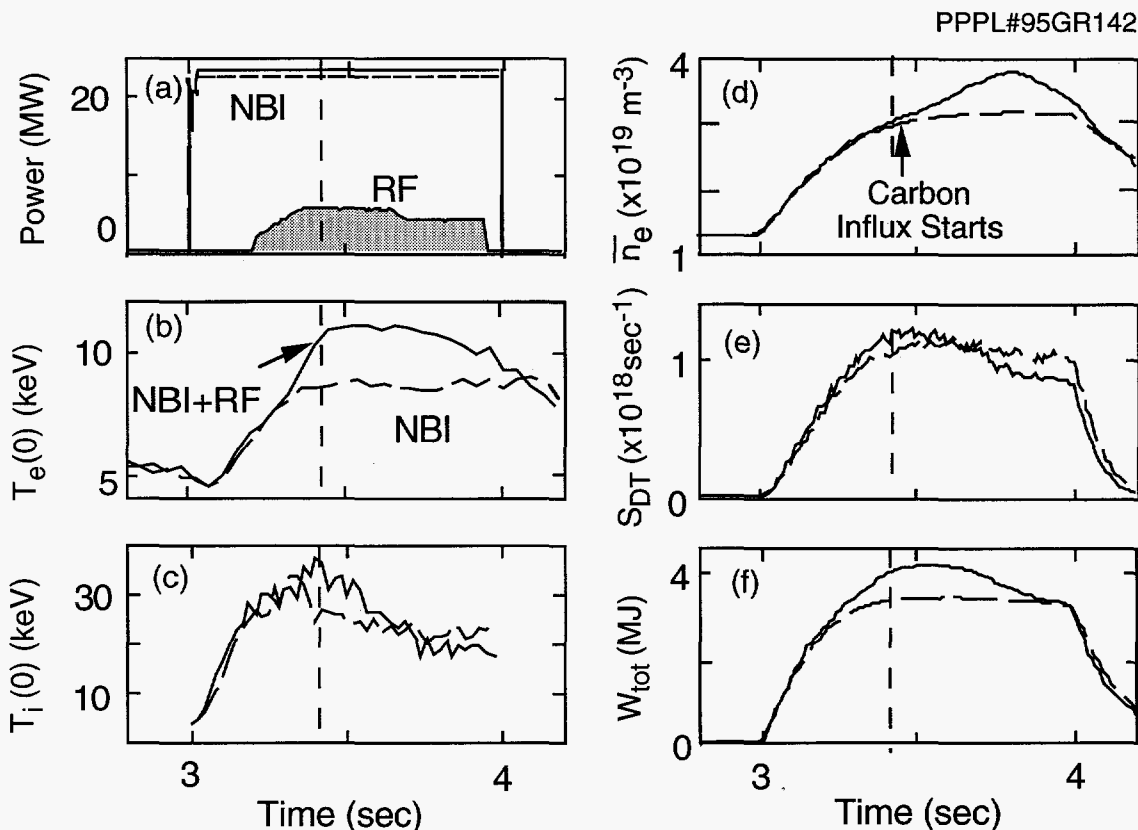 PPPL#95GR142
(a)
20
0
Power (MW)
NBI
RF
(b)
10
5
T_e(0) (keV)
NBI+RF
NBI
(c)
30
10
T_i(0) (keV)
3
4
Time (sec)
(d)
4
1
n̅_e (x10^19 m^-3)
Carbon
Influx Starts
(e)
1
0
S_DT (x10^18sec^-1)
(f)
4
0
W_tot (MJ)
3
4
Time (sec)